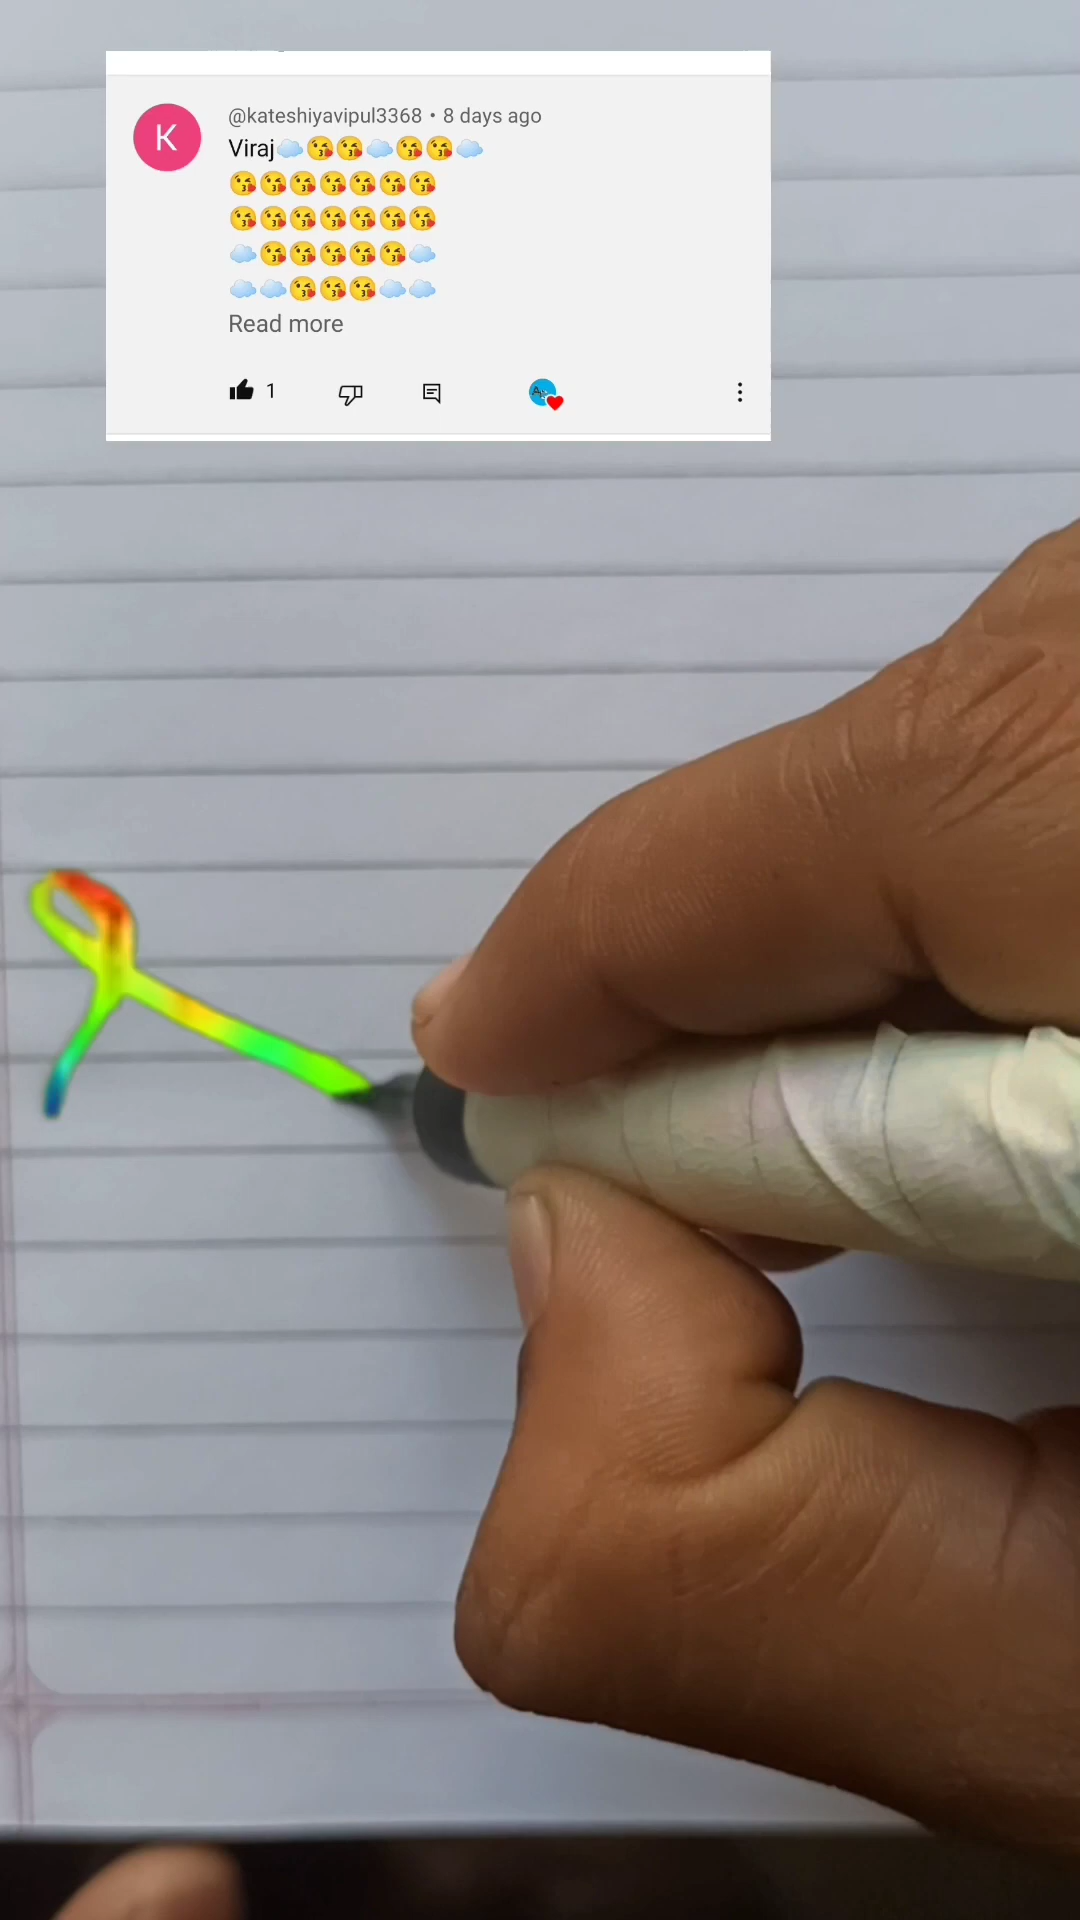 @kateshiyavipul3368 • 8 days ago
K
Viraj☁️😘😘☁️😘😘☁️
😘😘😘😘😘😘😘
😘😘😘😘😘😘😘
☁️😘😘😘😘😘☁️
☁️☁️😘😘😘☁️☁️
Read more
1